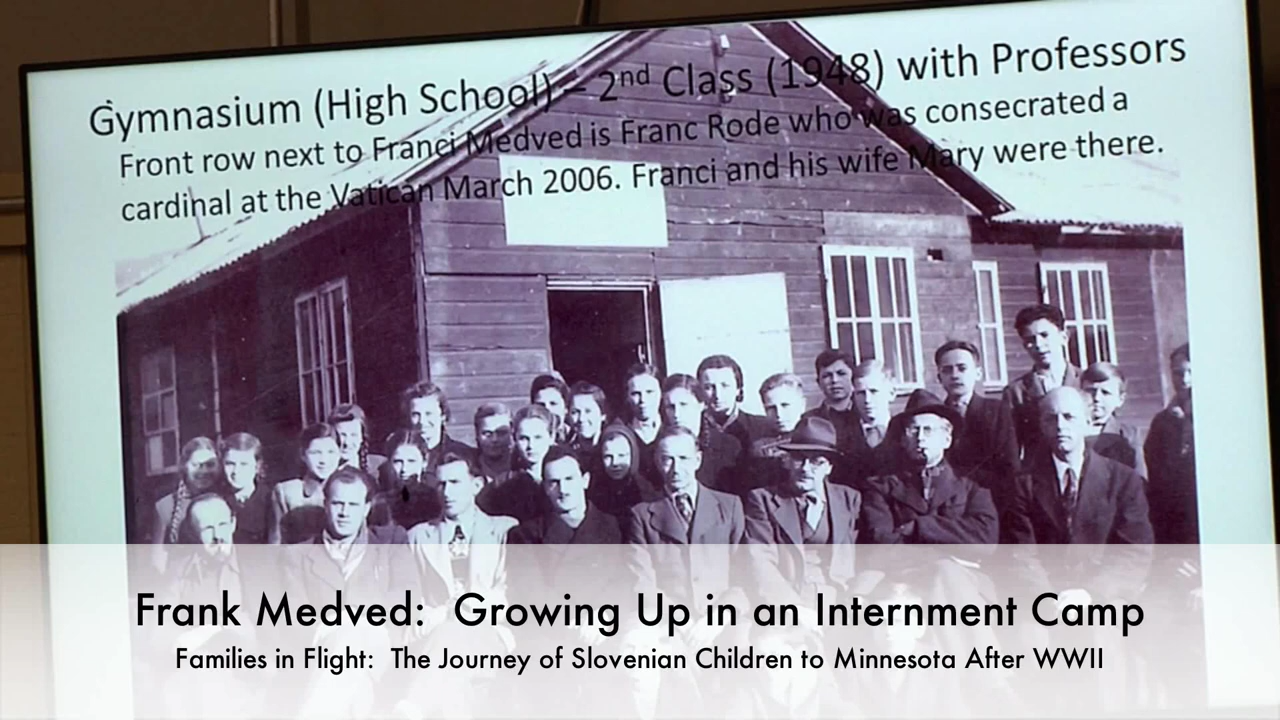 Gymnasium (High School) – 2nd Class (1948) with Professors
Front row next to Franci Medved is Franc Rode who was consecrated a
cardinal at the Vatican March 2006. Franci and his wife Mary were there.
Frank Medved:  Growing Up in an Internment Camp
Families in Flight:  The Journey of Slovenian Children to Minnesota After WWII